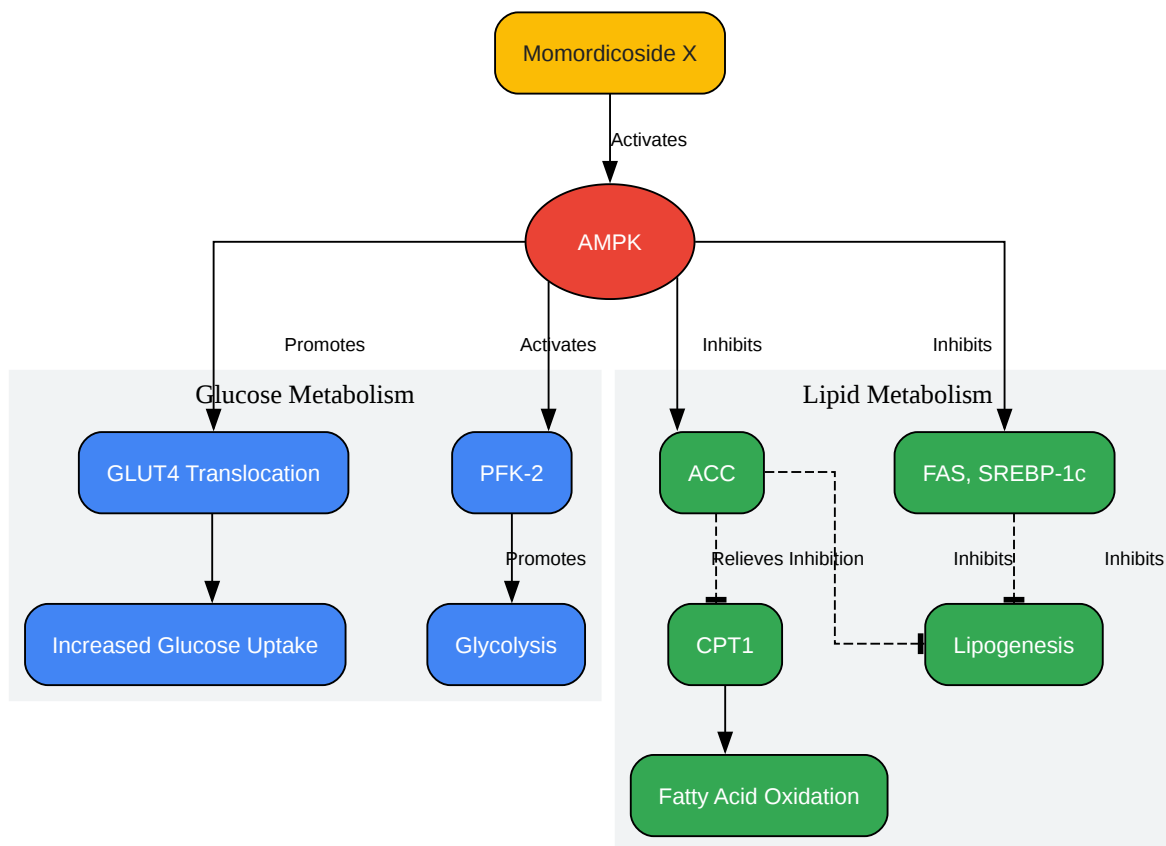 Momordicoside X
Activates
AMPK
Promotes
Activates
Inhibits
Inhibits
Glucose Metabolism
Lipid Metabolism
GLUT4 Translocation
PFK-2
ACC
FAS, SREBP-1c
Promotes
Relieves Inhibition
Inhibits
Inhibits
Increased Glucose Uptake
Glycolysis
CPT1
Lipogenesis
Fatty Acid Oxidation